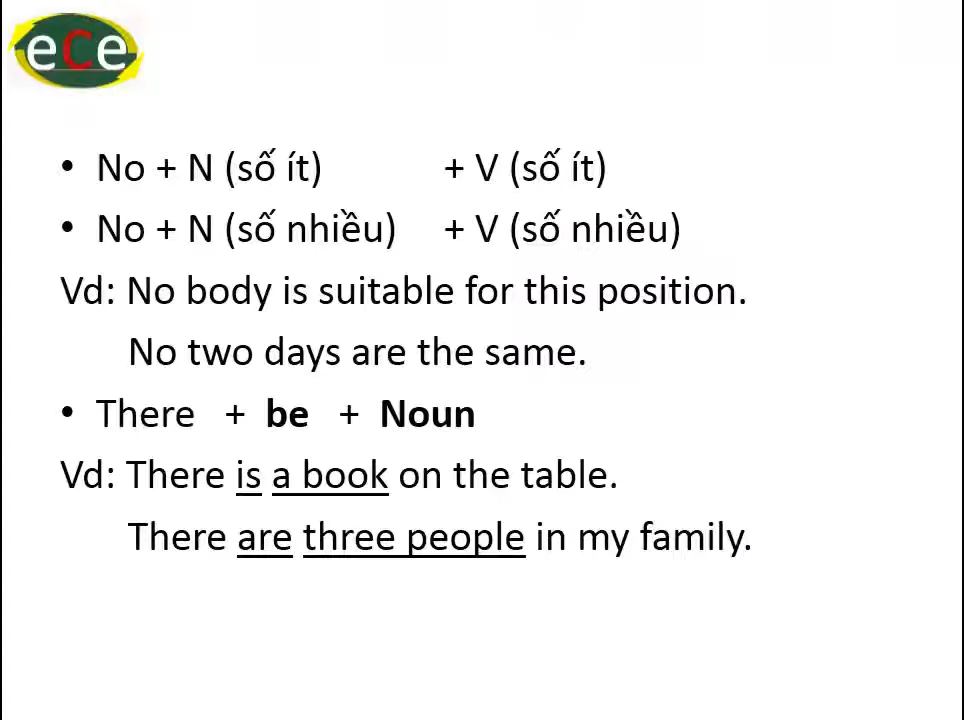 eCe
• No + N (số ít) + V (số ít)
• No + N (số nhiều) + V (số nhiều)
Vd: No body is suitable for this position.
No two days are the same.
• There + be + Noun
Vd: There is a book on the table.
There are three people in my family.